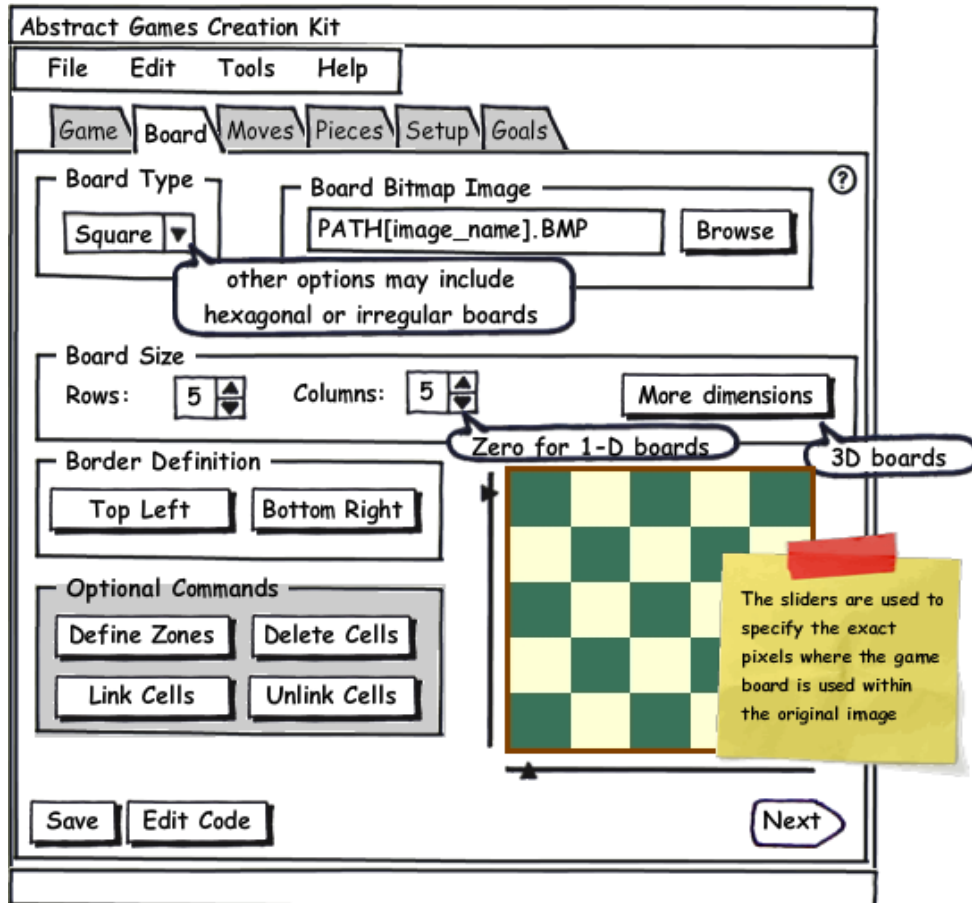 Abstract Games Creation Kit
File Edit Tools Help
Game Board Moves Pieces Setup Goals
Board Type
Square
Board Bitmap Image
PATH[image_name].BMP
Browse
?
other options may include
hexagonal or irregular boards
Board Size
Rows: 5 Columns: 5 More dimensions
Zero for 1-D boards
3D boards
Border Definition
Top Left Bottom Right
Optional Commands
Define Zones Delete Cells
Link Cells Unlink Cells
The sliders are used to
specify the exact
pixels where the game
board is used within
the original image
Save Edit Code Next